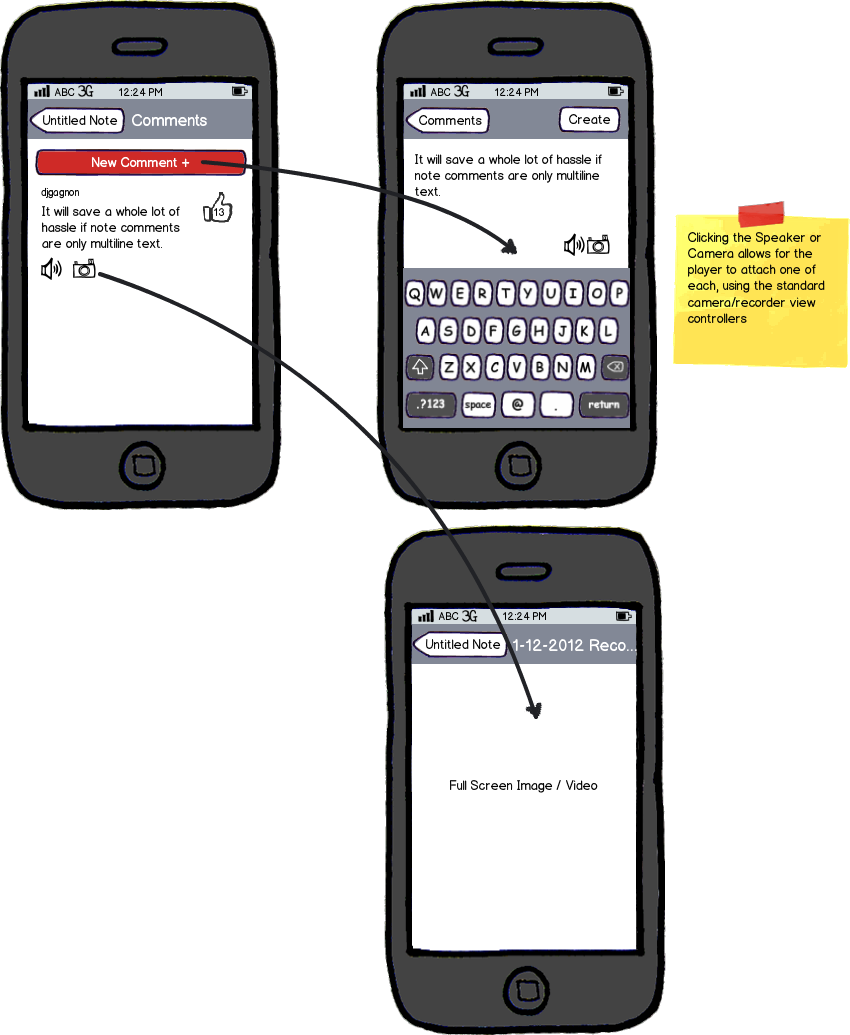 ABC 3G 12:24 PM
Untitled Note Comments
New Comment +
djgagnon
13
It will save a whole lot of
hassle if note comments
are only multiline text.
ABC 3G 12:24 PM
Comments Create
It will save a whole lot of hassle if
note comments are only multiline
text.
Q W E R T Y U I O P
A S D F G H J K L
Z X C V B N M
.?123 space @ . return
Clicking the Speaker or
Camera allows for the
player to attach one of
each, using the standard
camera/recorder view
controllers
ABC 3G 12:24 PM
Untitled Note 1-12-2012 Reco...
Full Screen Image / Video